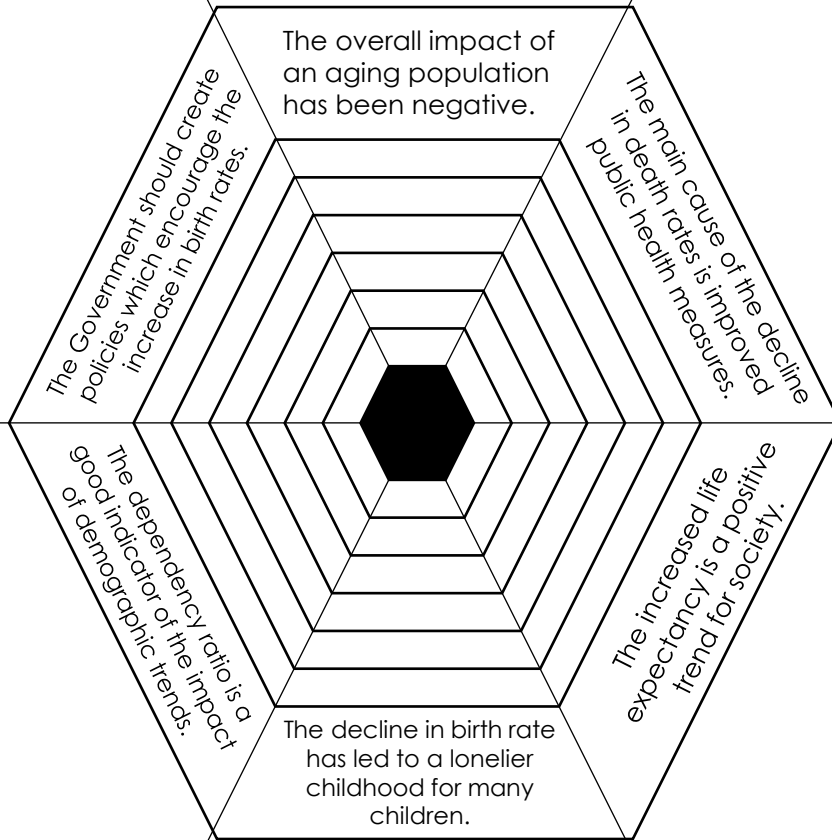 The overall impact of
an aging population
has been negative.
The main cause of the decline
in death rates is improved
public health measures.
The increased life
expectancy is a positive
trend for society.
The decline in birth rate
has led to a lonelier
childhood for many
children.
The dependency ratio is a
good indicator of the impact
of demographic trends.
The Government should create
policies which encourage the
increase in birth rates.